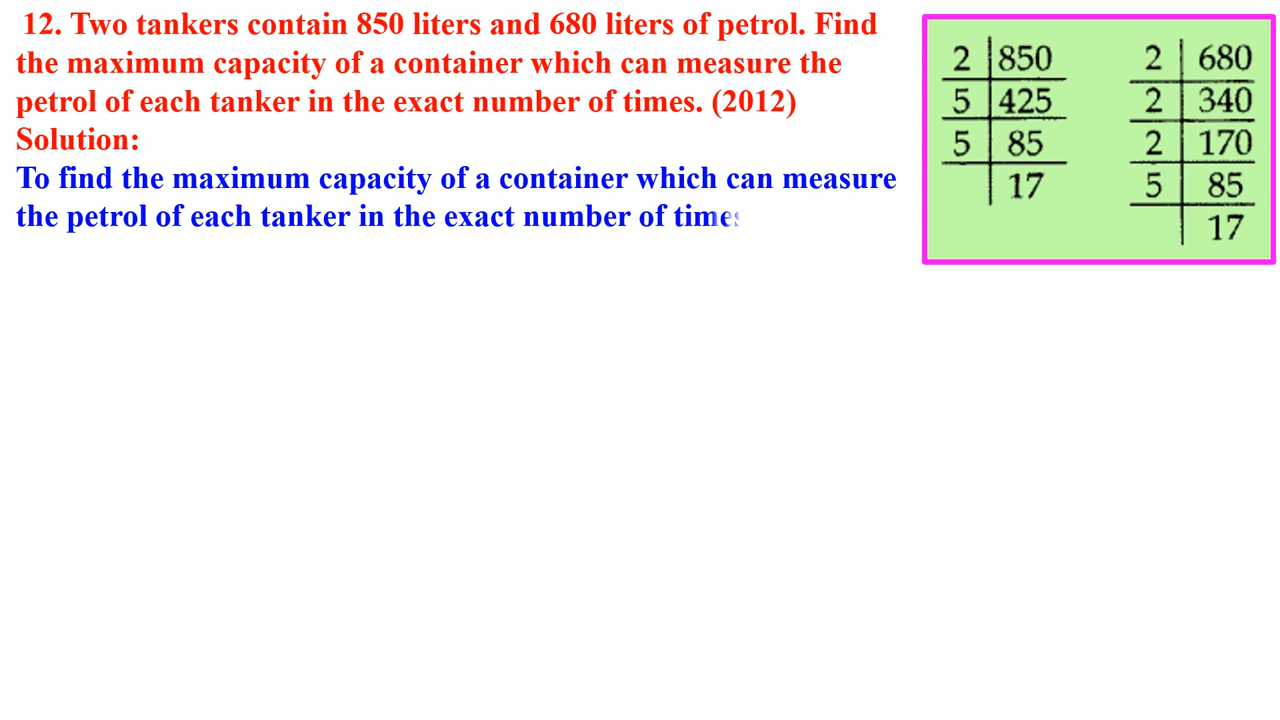 12. Two tankers contain 850 liters and 680 liters of petrol. Find
the maximum capacity of a container which can measure the
petrol of each tanker in the exact number of times. (2012)
Solution:
To find the maximum capacity of a container which can measure
the petrol of each tanker in the exact number of times
2 850
5 425
5 85
17
2 680
2 340
2 170
5 85
17